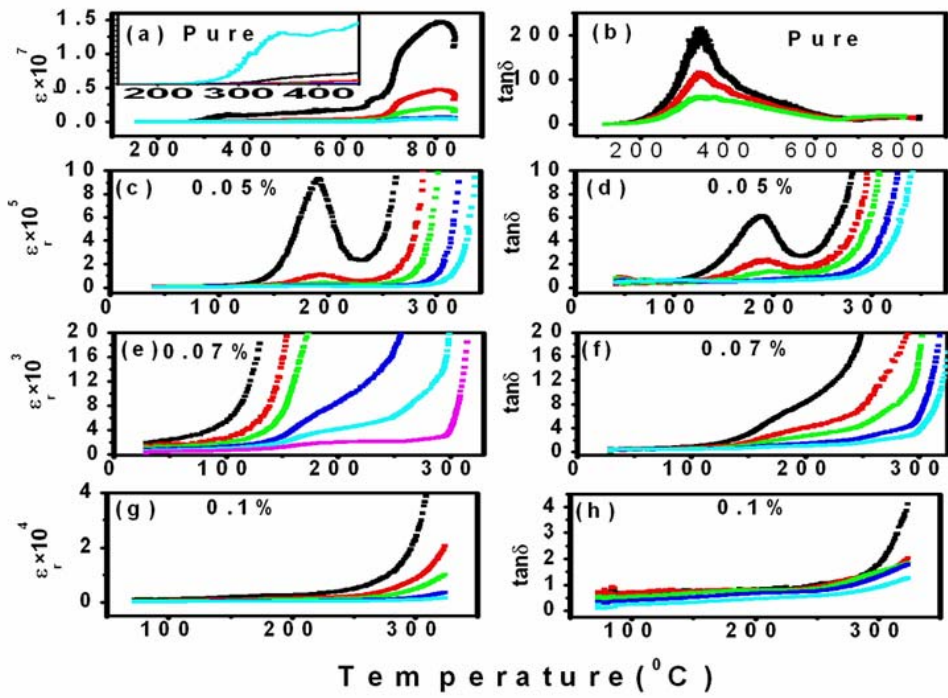 (a) Pure
1.5
1.0
0.5
0.0
ε r ×10 7
200 300 400
200 400 600 800
(b) Pure
200
100
0
tanδ
200 400 600 800
(c) 0.05%
10
8
6
4
2
0
ε r ×10 5
0 100 200 300
(d) 0.05%
10
8
6
4
2
0
tanδ
0 100 200 300
(e) 0.07%
20
16
12
8
4
0
ε r ×10 3
0 100 200 300
(f) 0.07%
20
16
12
8
4
0
tanδ
0 100 200 300
(g) 0.1%
4
2
0
ε r ×10 4
100 200 300
(h) 0.1%
4
3
2
1
0
tanδ
100 200 300
Temperature(0C)